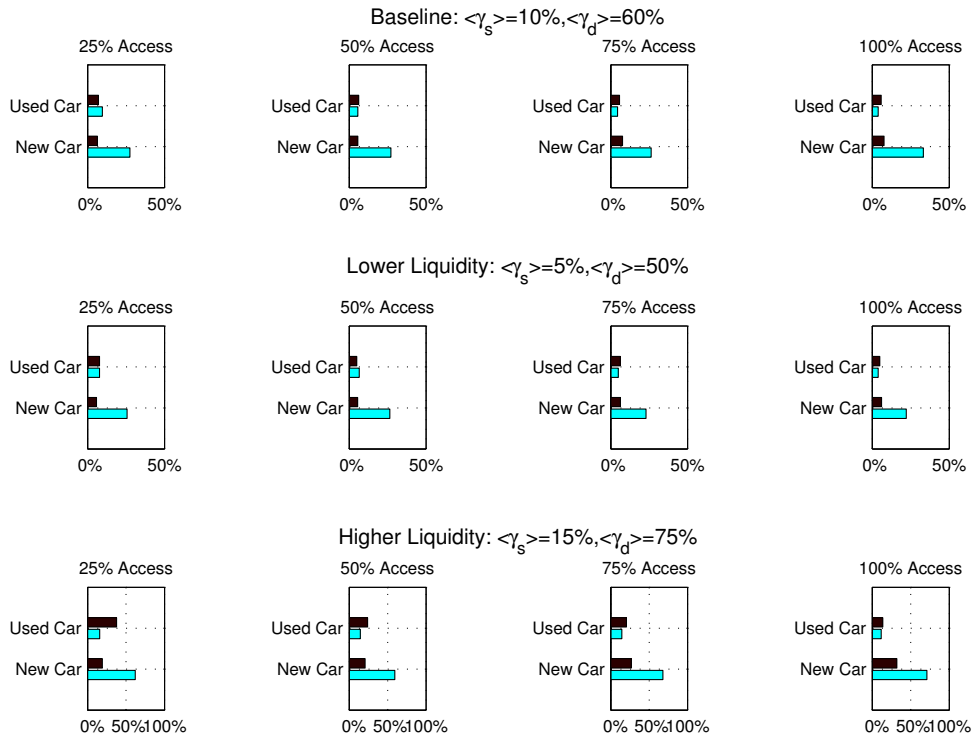 Baseline: <γs>=10%,<γd>=60%
25% Access 50% Access 75% Access 100% Access
Used Car Used Car Used Car Used Car
New Car New Car New Car New Car
0% 50% 0% 50% 0% 50% 0% 50%
Lower Liquidity: <γs>=5%,<γd>=50%
25% Access 50% Access 75% Access 100% Access
Used Car Used Car Used Car Used Car
New Car New Car New Car New Car
0% 50% 0% 50% 0% 50% 0% 50%
Higher Liquidity: <γs>=15%,<γd>=75%
25% Access 50% Access 75% Access 100% Access
Used Car Used Car Used Car Used Car
New Car New Car New Car New Car
0% 50%100% 0% 50%100% 0% 50%100% 0% 50%100%